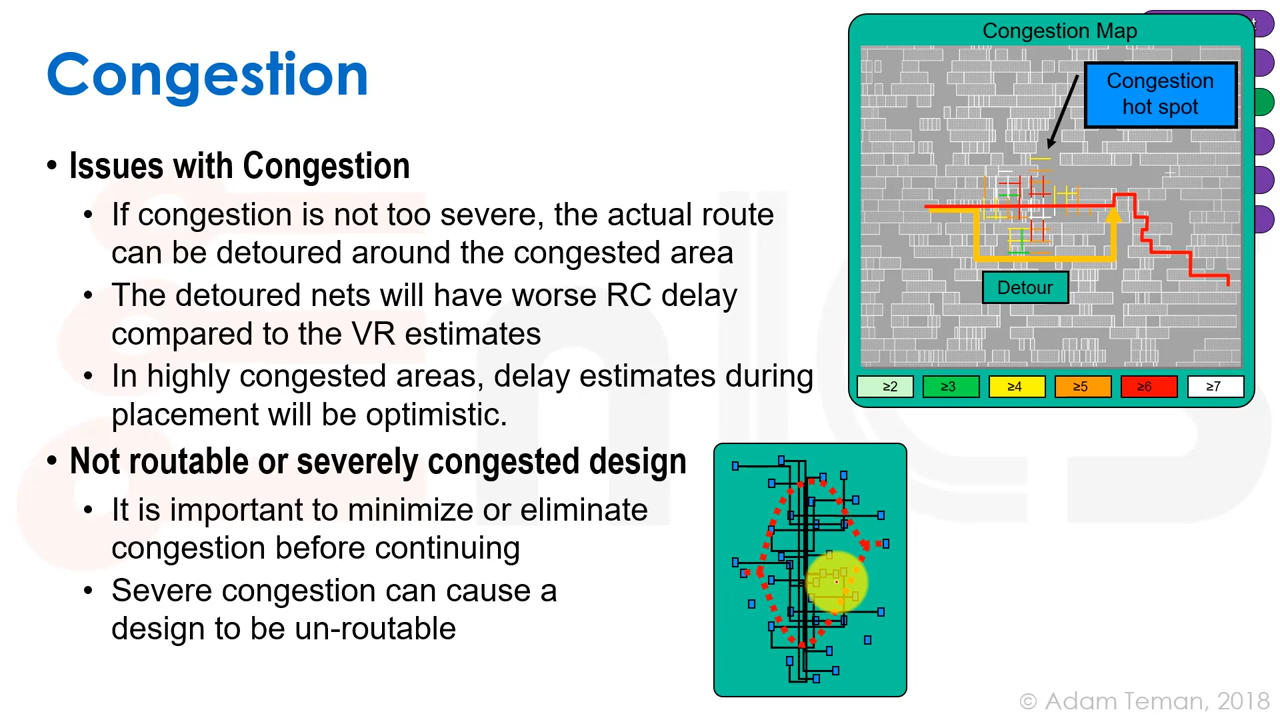 Congestion
• Issues with Congestion
• If congestion is not too severe, the actual route
can be detoured around the congested area
• The detoured nets will have worse RC delay
compared to the VR estimates
• In highly congested areas, delay estimates during
placement will be optimistic.
• Not routable or severely congested design
• It is important to minimize or eliminate
congestion before continuing
• Severe congestion can cause a
design to be un-routable
Congestion Map
Congestion
hot spot
Detour
≥2 ≥3 ≥4 ≥5 ≥6 ≥7
© Adam Teman, 2018